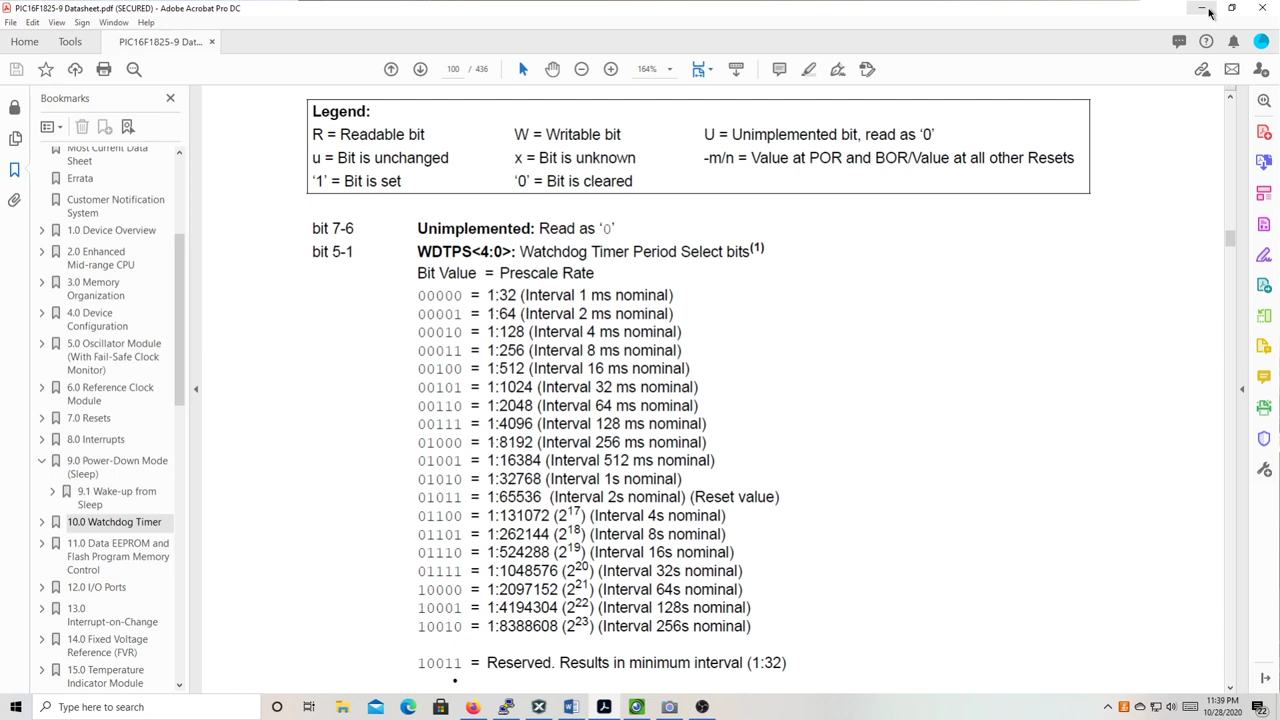 PIC16F1825-9 Datasheet.pdf (SECURED) - Adobe Acrobat Pro DC
File Edit View Sign Window Help
Home Tools PIC16F1825-9 Dat... ×
100 / 436 164%
Bookmarks
Most Current Data
Sheet
Errata
Customer Notification
System
1.0 Device Overview
2.0 Enhanced
Mid-range CPU
3.0 Memory
Organization
4.0 Device
Configuration
5.0 Oscillator Module
(With Fail-Safe Clock
Monitor)
6.0 Reference Clock
Module
7.0 Resets
8.0 Interrupts
9.0 Power-Down Mode
(Sleep)
9.1 Wake-up from
Sleep
10.0 Watchdog Timer
11.0 Data EEPROM and
Flash Program Memory
Control
12.0 I/O Ports
13.0
Interrupt-on-Change
14.0 Fixed Voltage
Reference (FVR)
15.0 Temperature
Indicator Module
Legend:
R = Readable bit W = Writable bit U = Unimplemented bit, read as ‘0’
u = Bit is unchanged x = Bit is unknown -m/n = Value at POR and BOR/Value at all other Resets
‘1’ = Bit is set ‘0’ = Bit is cleared
bit 7-6 Unimplemented: Read as ‘0’
bit 5-1 WDTPS<4:0>: Watchdog Timer Period Select bits(1)
Bit Value = Prescale Rate
00000 = 1:32 (Interval 1 ms nominal)
00001 = 1:64 (Interval 2 ms nominal)
00010 = 1:128 (Interval 4 ms nominal)
00011 = 1:256 (Interval 8 ms nominal)
00100 = 1:512 (Interval 16 ms nominal)
00101 = 1:1024 (Interval 32 ms nominal)
00110 = 1:2048 (Interval 64 ms nominal)
00111 = 1:4096 (Interval 128 ms nominal)
01000 = 1:8192 (Interval 256 ms nominal)
01001 = 1:16384 (Interval 512 ms nominal)
01010 = 1:32768 (Interval 1s nominal)
01011 = 1:65536 (Interval 2s nominal) (Reset value)
01100 = 1:131072 (2^17) (Interval 4s nominal)
01101 = 1:262144 (2^18) (Interval 8s nominal)
01110 = 1:524288 (2^19) (Interval 16s nominal)
01111 = 1:1048576 (2^20) (Interval 32s nominal)
10000 = 1:2097152 (2^21) (Interval 64s nominal)
10001 = 1:4194304 (2^22) (Interval 128s nominal)
10010 = 1:8388608 (2^23) (Interval 256s nominal)
10011 = Reserved. Results in minimum interval (1:32)
•
Type here to search
11:39 PM
10/28/2020
22